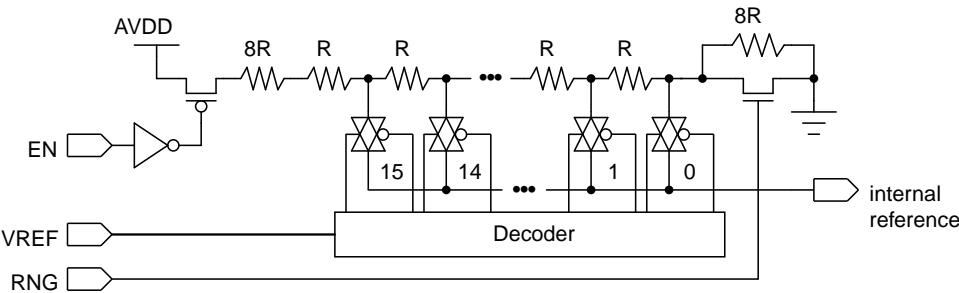 AVDD
8R
R
R
R
R
8R
EN
15
14
1
0
internal
reference
VREF
Decoder
RNG